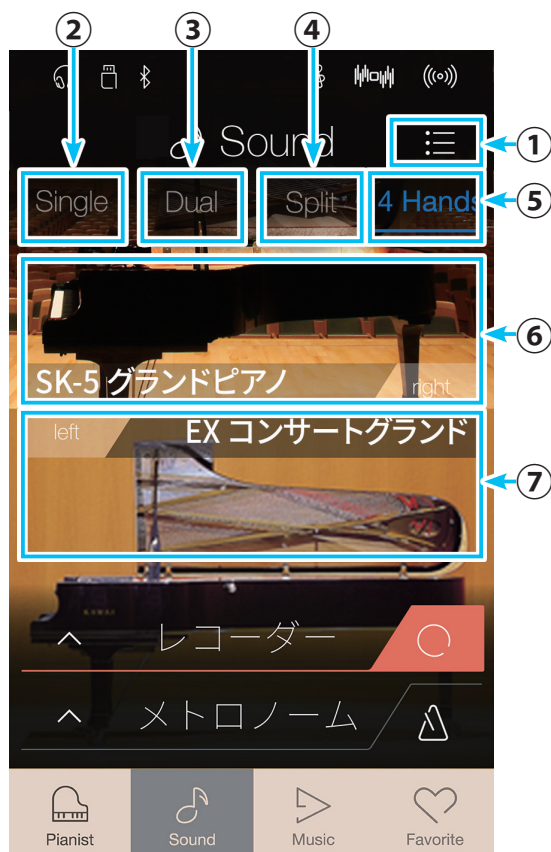 ② ③ ④
Sound
①
Single Dual Split 4 Hands
⑤
⑥
SK-5 グランドピアノ right
left EX コンサートグランド
⑦
KAWAI
レコーダー
メトロノーム
Pianist Sound Music Favorite